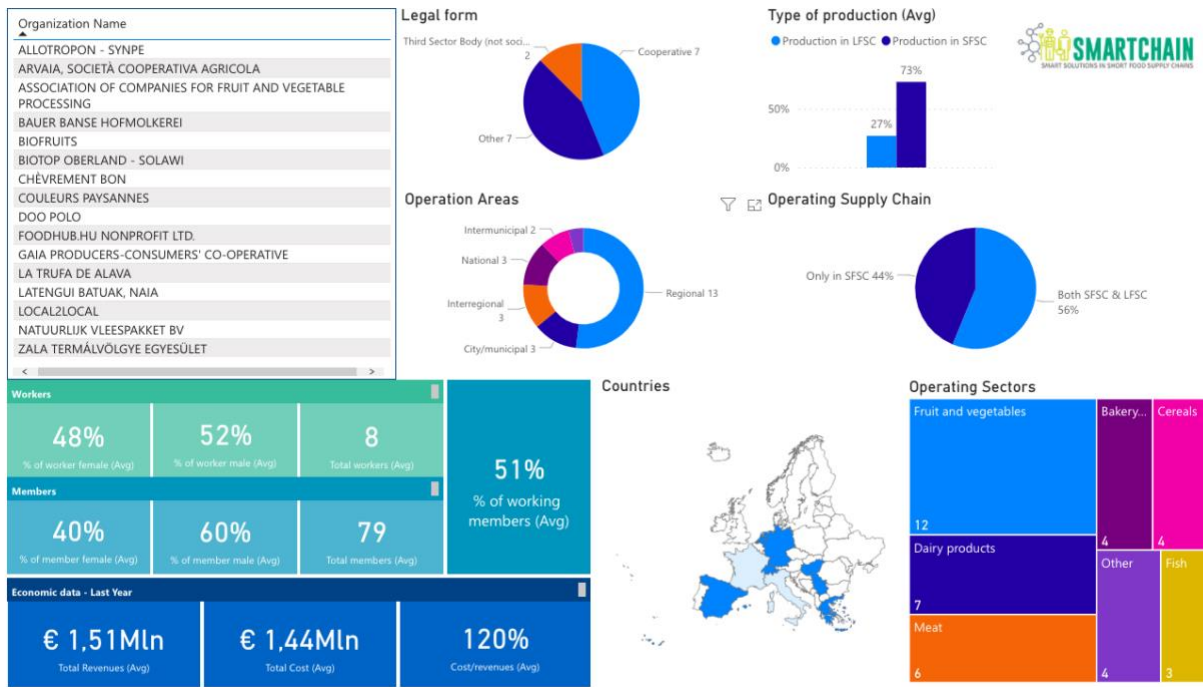 Organization Name
ALLOTROPON - SYNPE
ARVAIA, SOCIETÀ COOPERATIVA AGRICOLA
ASSOCIATION OF COMPANIES FOR FRUIT AND VEGETABLE
PROCESSING
BAUER BANSE HOFMOLKEREI
BIOFRUITS
BIOTOP OBERLAND - SOLAWI
CHÈVREMENT BON
COULEURS PAYSANNES
DOO POLO
FOODHUB.HU NONPROFIT LTD.
GAIA PRODUCERS-CONSUMERS' CO-OPERATIVE
LA TRUFA DE ALAVA
LATENGUI BATUAK, NAIA
LOCAL2LOCAL
NATUURLIJK VLEESPAKKET BV
ZALA TERMÁLVÖLGYE EGYESÜLET
Legal form
Third Sector Body (not soci...
2
Cooperative 7
Other 7
Type of production (Avg)
Production in LFSC
Production in SFSC
73%
50%
27%
0%
SMARTCHAIN
SMART SOLUTIONS IN SHORT FOOD SUPPLY CHAINS
Operation Areas
Intermunicipal 2
National 3
Interregional
3
City/municipal 3
Regional 13
Operating Supply Chain
Only in SFSC 44%
Both SFSC & LFSC
56%
Workers
48%
% of worker female (Avg)
52%
% of worker male (Avg)
8
Total workers (Avg)
Members
40%
% of member female (Avg)
60%
% of member male (Avg)
79
Total members (Avg)
51%
% of working
members (Avg)
Economic data - Last Year
€ 1,51Mln
Total Revenues (Avg)
€ 1,44Mln
Total Cost (Avg)
120%
Cost/revenues (Avg)
Countries
Operating Sectors
Fruit and vegetables
12
Dairy products
7
Meat
6
Bakery...
4
Cereals
4
Other
4
Fish
3